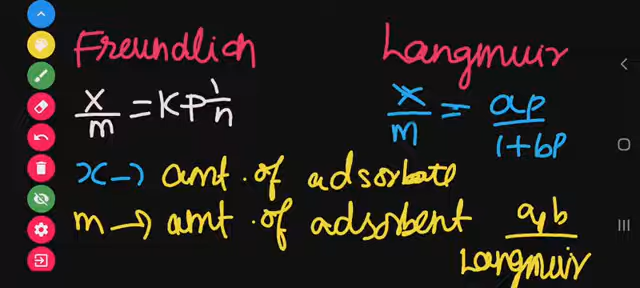 Freundlich Langmuir
x/m = KP^1/n x/m = ap/1+bp
x → amt. of adsorbate
m → amt. of adsorbent a,b
Langmuir